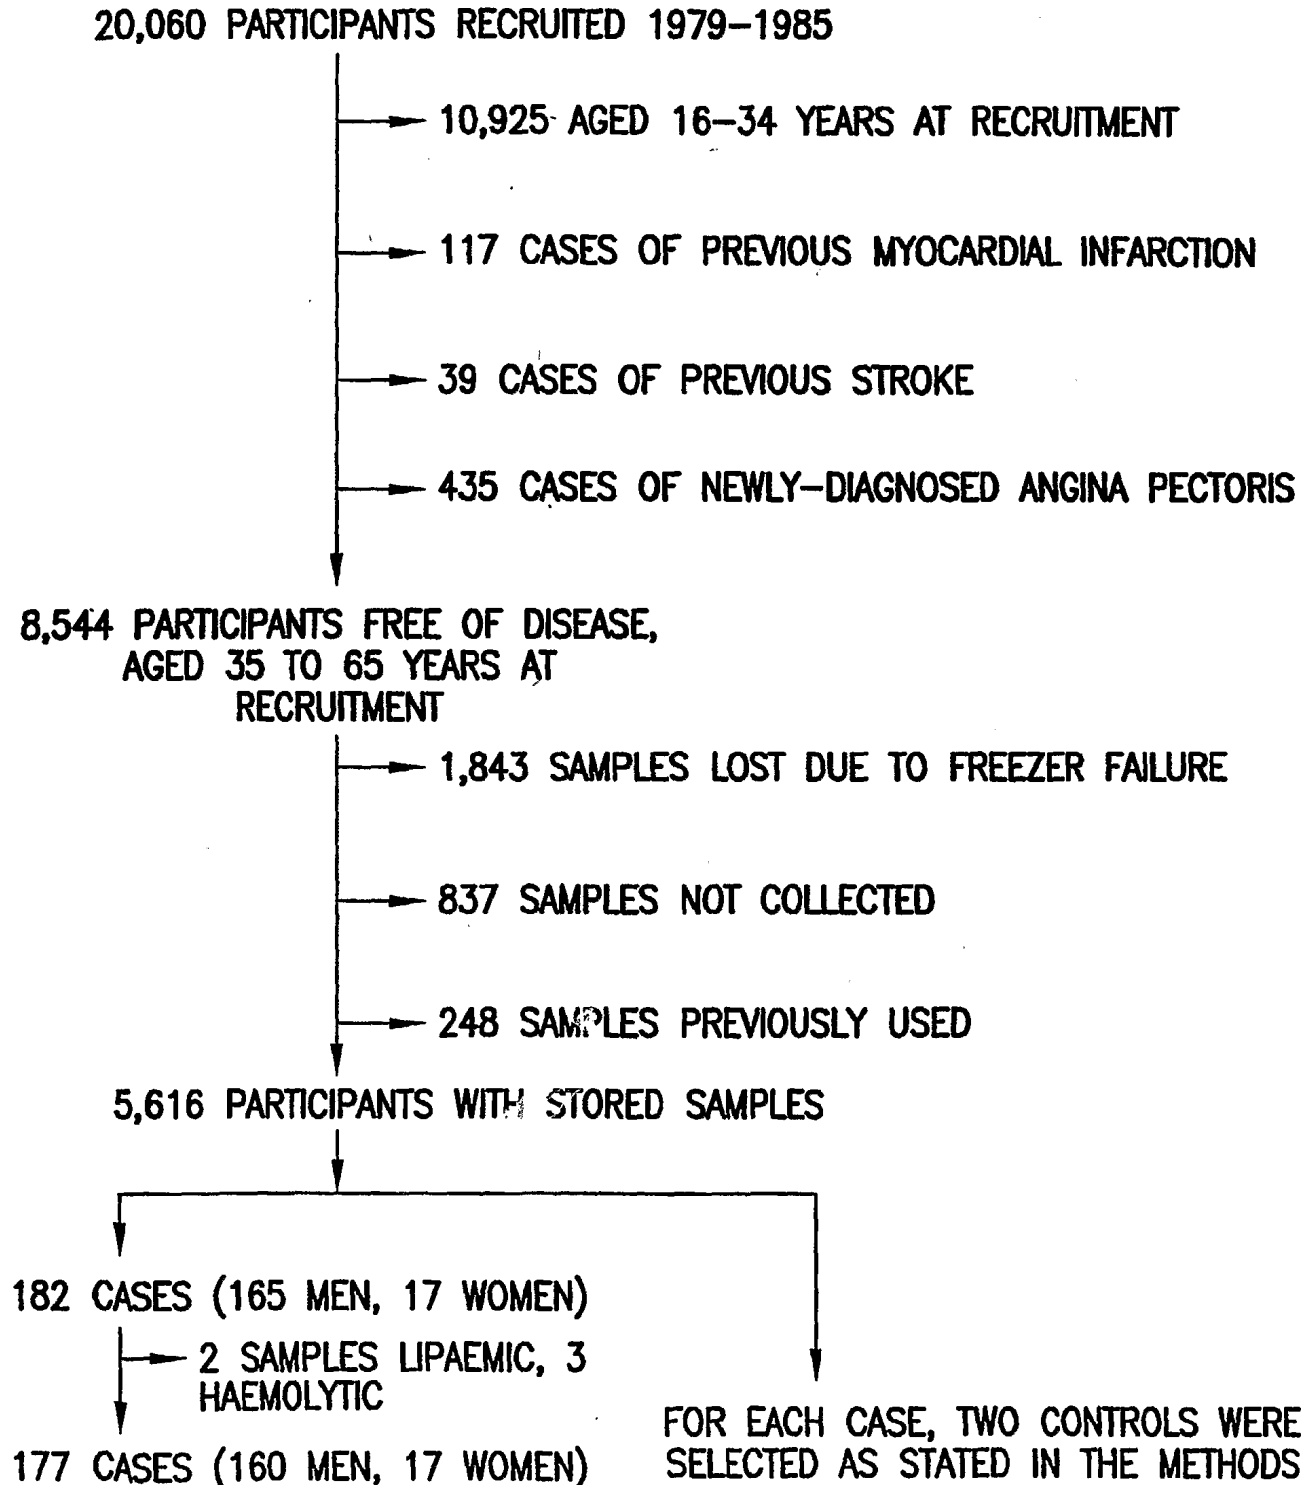 20,060 PARTICIPANTS RECRUITED 1979–1985
10,925 AGED 16–34 YEARS AT RECRUITMENT
117 CASES OF PREVIOUS MYOCARDIAL INFARCTION
39 CASES OF PREVIOUS STROKE
435 CASES OF NEWLY–DIAGNOSED ANGINA PECTORIS
8,544 PARTICIPANTS FREE OF DISEASE,
AGED 35 TO 65 YEARS AT
RECRUITMENT
1,843 SAMPLES LOST DUE TO FREEZER FAILURE
837 SAMPLES NOT COLLECTED
248 SAMPLES PREVIOUSLY USED
5,616 PARTICIPANTS WITH STORED SAMPLES
182 CASES (165 MEN, 17 WOMEN)
2 SAMPLES LIPAEMIC, 3
HAEMOLYTIC
177 CASES (160 MEN, 17 WOMEN)
FOR EACH CASE, TWO CONTROLS WERE
SELECTED AS STATED IN THE METHODS